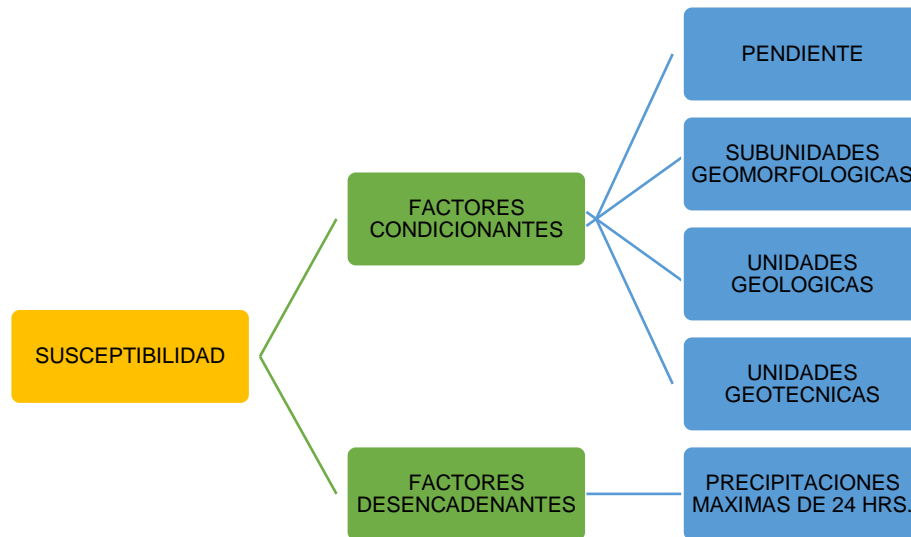 PENDIENTE
SUBUNIDADES
GEOMORFOLOGICAS
FACTORES
CONDICIONANTES
UNIDADES
GEOLOGICAS
SUSCEPTIBILIDAD
UNIDADES
GEOTECNICAS
FACTORES
DESENCADENANTES
PRECIPITACIONES
MAXIMAS DE 24 HRS.